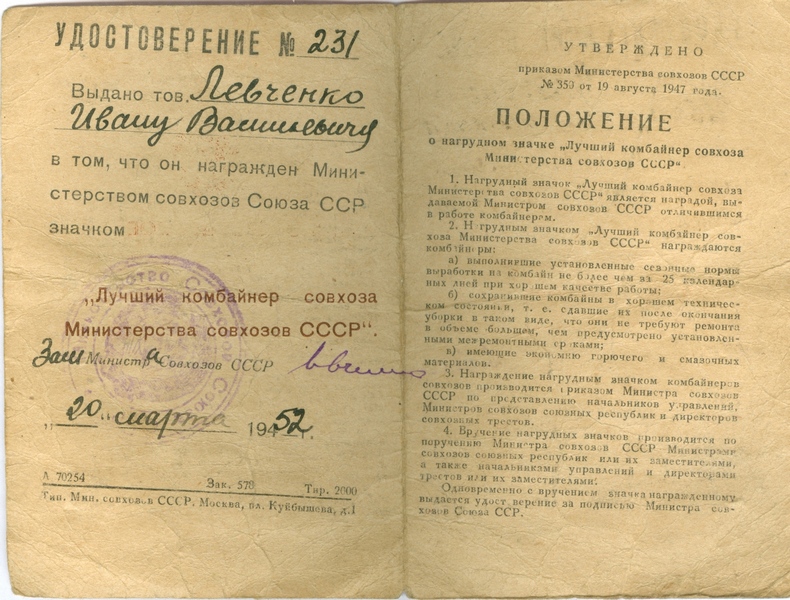 УДОСТОВЕРЕНИЕ № 231
Выдано тов. Левченко
Ивану Васильевичу
в том, что он награжден Мини-
стерством совхозов Союза ССР
значком
„Лучший комбайнер совхоза
Министерства совхозов СССР“.
Зам Министра Совхозов СССР
„20“ марта 1952 г.
А 70254 Зак. 578 Тир. 2000
Тип. Мин. совхозов СССР. Москва, пл. Куйбышева, д.1
УТВЕРЖДЕНО
приказом Министерства совхозов СССР
№ 350 от 19 августа 1947 года.
ПОЛОЖЕНИЕ
о нагрудном значке „Лучший комбайнер совхоза
Министерства совхозов СССР“.
1. Нагрудный значок „Лучший комбайнер совхоза
Министерства совхозов СССР“ является наградой, вы-
даваемой Министром совхозов СССР отличившимся
в работе комбайнерам.
2. Нагрудным значком „Лучший комбайнер сов-
хоза Министерства совхозов СССР“ награждаются
комбайнеры:
а) выполнившие установленные сезонные нормы
выработки на комбайн не более чем за 25 календар-
ных дней при хорошем качестве работы;
б) сохранившие комбайны в хорошем техничес-
ком состоянии, т. е. сдавшие их после окончания
уборки в таком виде, что они не требуют ремонта
в объеме большем, чем предусмотрено установлен-
ными межремонтными сроками;
в) имеющие экономию горючего и смазочных
материалов.
3. Награждение нагрудным значком комбайнеров
совхозов производится приказом Министра совхозов
СССР по представлению начальников управлений,
Министров совхозов союзных республик и директоров
совхозных трестов.
4. Вручение нагрудных значков производится по
поручению Министра совхозов СССР Министрами
совхозов союзных республик или их заместителями,
а также начальниками управлений и директорами
трестов или их заместителями.
Одновременно с вручением значка награжденному
выдается удостоверение за подписью Министра сов-
хозов Союза ССР.